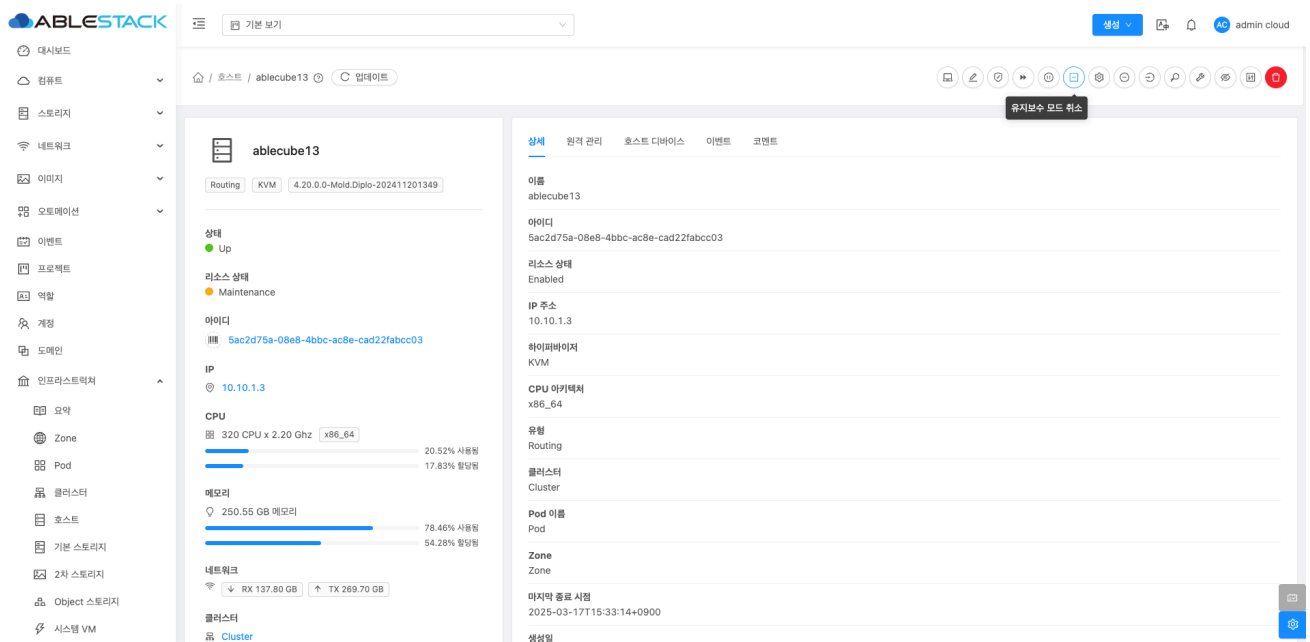 ABLESTACK
기본 보기
생성
AC
admin cloud
대시보드
컴퓨트
스토리지
네트워크
이미지
오토메이션
이벤트
프로젝트
역할
계정
도메인
인프라스트럭쳐
요약
Zone
Pod
클러스터
호스트
기본 스토리지
2차 스토리지
Object 스토리지
시스템 VM
/ 호스트 / ablecube13 업데이트
유지보수 모드 취소
ablecube13
Routing KVM 4.20.0.0-Mold.Diplo-202411201349
상태
Up
리소스 상태
Maintenance
아이디
5ac2d75a-08e8-4bbc-ac8e-cad22fabcc03
IP
10.10.1.3
CPU
320 CPU x 2.20 Ghz x86_64
20.52% 사용됨
17.83% 할당됨
메모리
250.55 GB 메모리
78.46% 사용됨
54.28% 할당됨
네트워크
RX 137.80 GB TX 269.70 GB
클러스터
Cluster
상세 원격 관리 호스트 디바이스 이벤트 코멘트
이름
ablecube13
아이디
5ac2d75a-08e8-4bbc-ac8e-cad22fabcc03
리소스 상태
Enabled
IP 주소
10.10.1.3
하이퍼바이저
KVM
CPU 아키텍처
x86_64
유형
Routing
클러스터
Cluster
Pod 이름
Pod
Zone
Zone
마지막 종료 시점
2025-03-17T15:33:14+0900
생성일